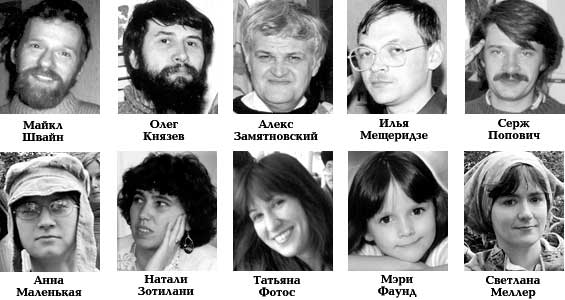 Майкл
Швайн
Олег
Князев
Алекс
Замятновский
Илья
Мещеридзе
Серж
Попович
Анна
Маленькая
Натали
Зотилани
Татьяна
Фотос
Мэри
Фаунд
Светлана
Меллер